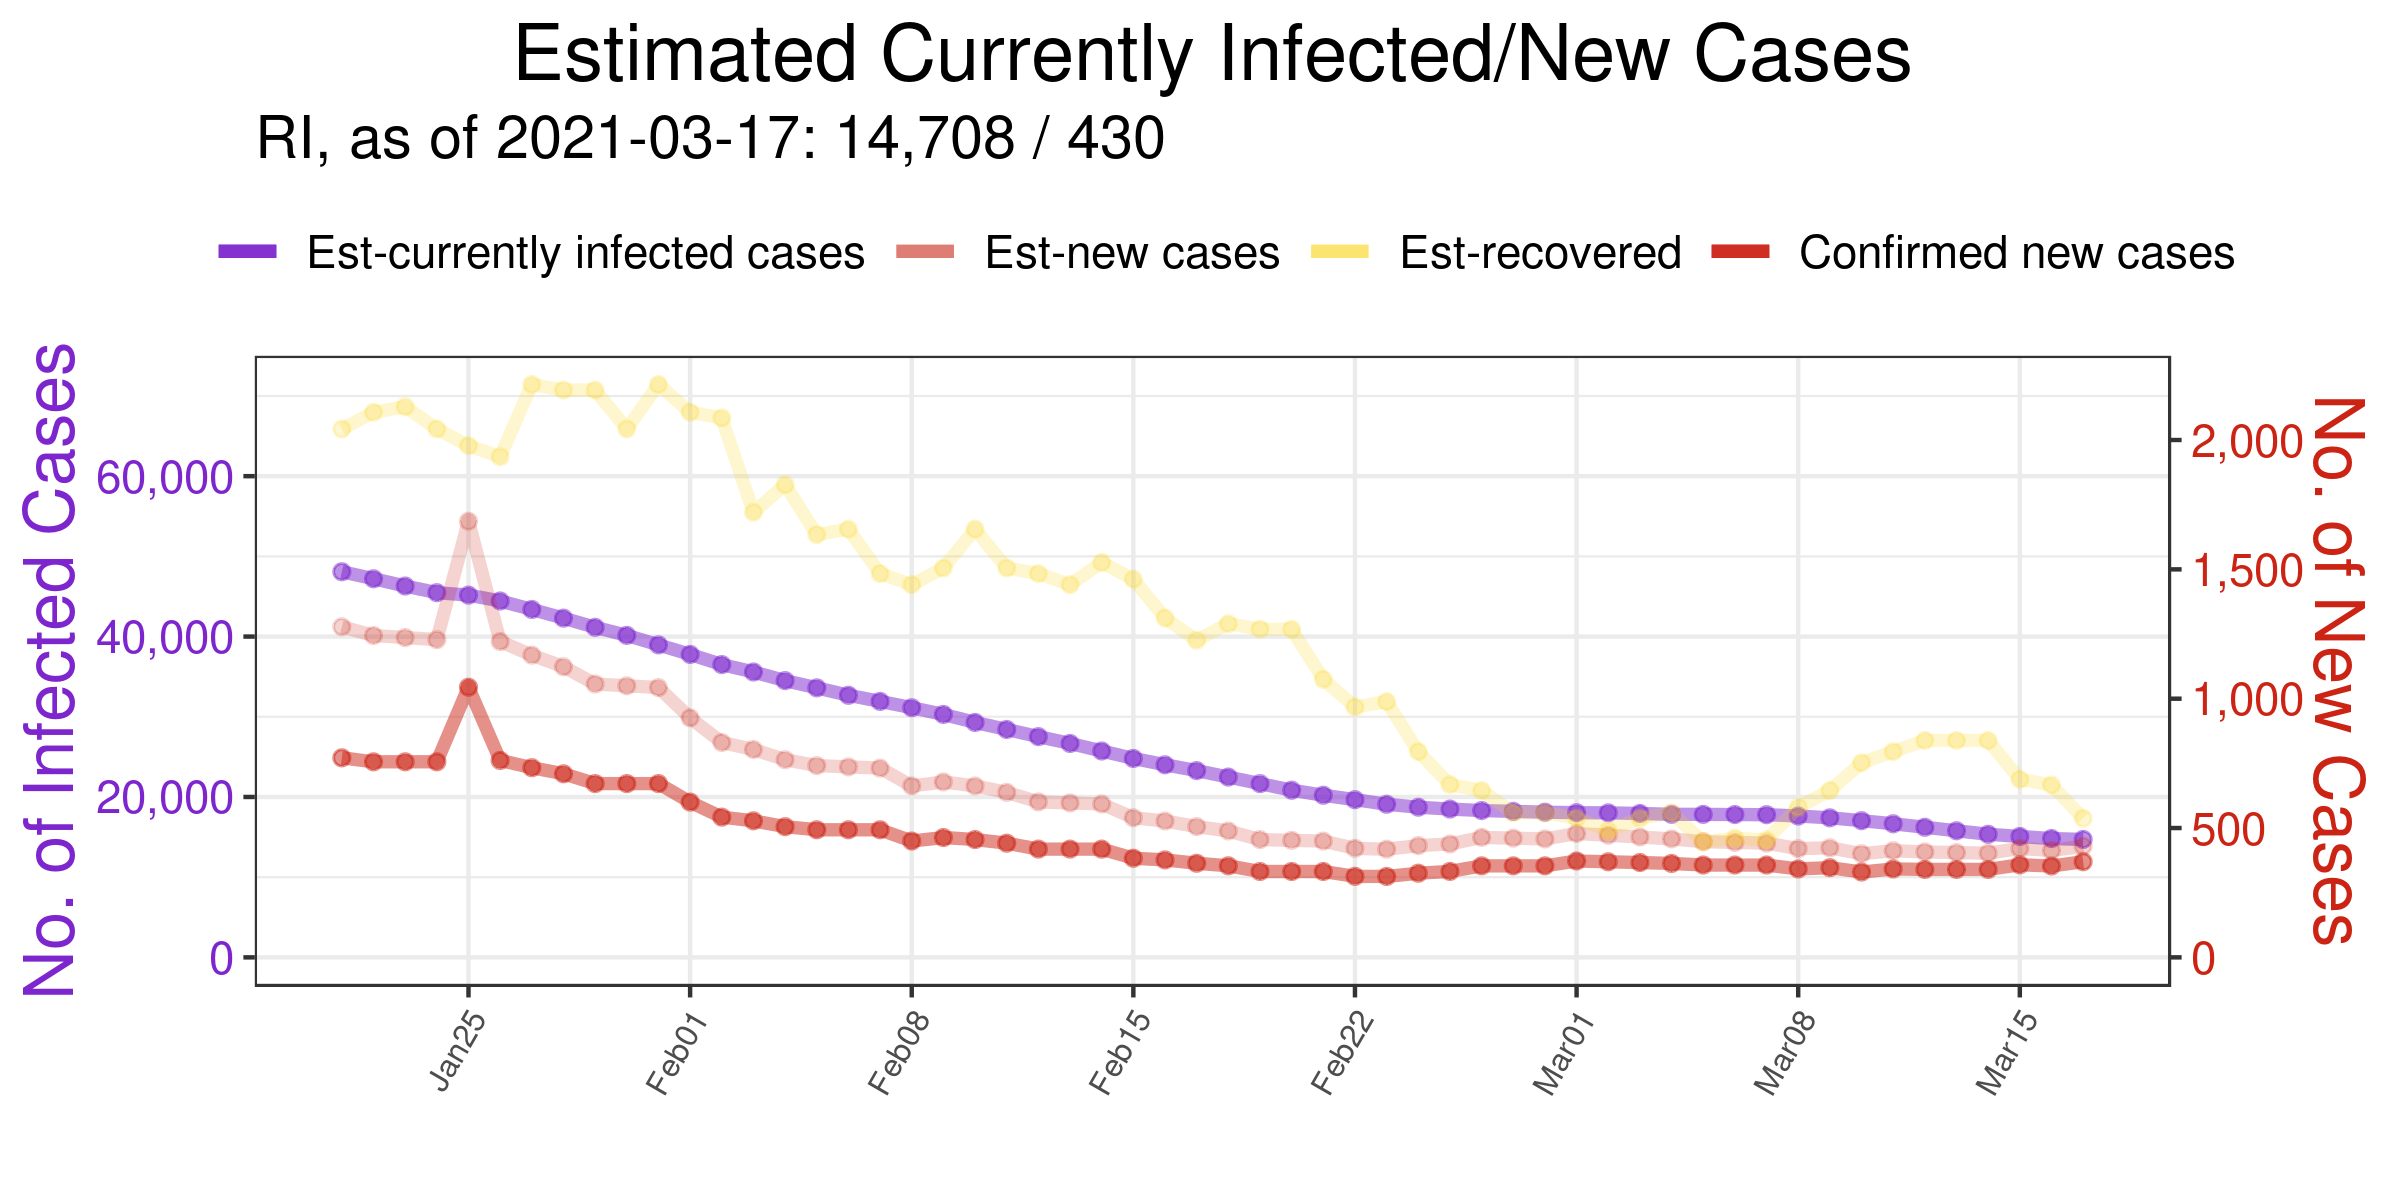 Estimated Currently Infected/New Cases
RI, as of 2021-03-17: 14,708 / 430
Est-currently infected cases Est-new cases Est-recovered Confirmed new cases
No. of Infected Cases
60,000
40,000
20,000
0
2,000
1,500
1,000
500
0
No. of New Cases
Jan25 Feb01 Feb08 Feb15 Feb22 Mar01 Mar08 Mar15